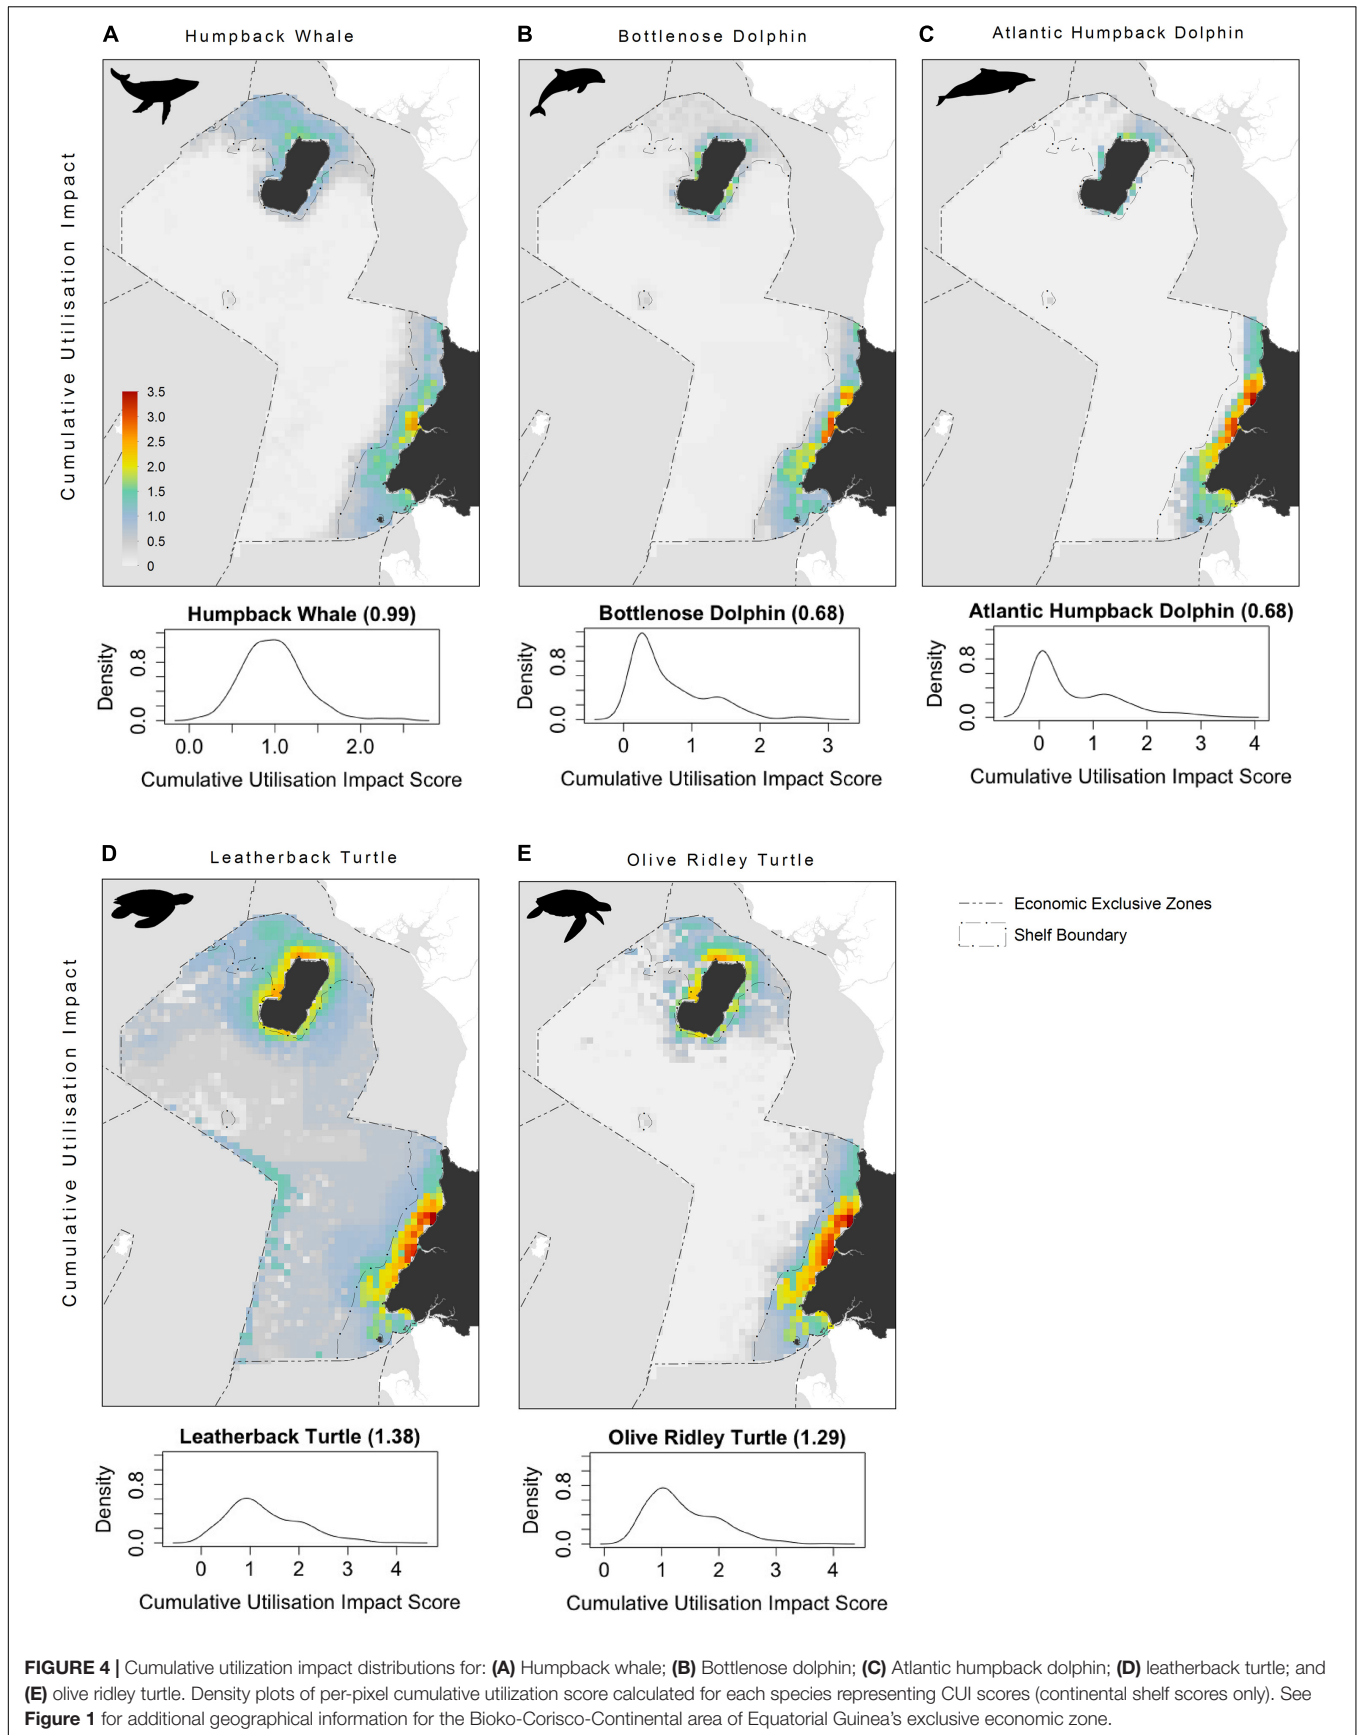 A Humpback Whale
B Bottlenose Dolphin
C Atlantic Humpback Dolphin
Cumulative Utilisation Impact
3.5
3.0
2.5
2.0
1.5
1.0
0.5
0
Humpback Whale (0.99)
Density
0.8
0.0
0.0 1.0 2.0
Cumulative Utilisation Impact Score
Bottlenose Dolphin (0.68)
Density
0.8
0.0
0 1 2 3
Cumulative Utilisation Impact Score
Atlantic Humpback Dolphin (0.68)
Density
0.8
0.0
0 1 2 3 4
Cumulative Utilisation Impact Score
D Leatherback Turtle
E Olive Ridley Turtle
Cumulative Utilisation Impact
Economic Exclusive Zones
Shelf Boundary
Leatherback Turtle (1.38)
Density
0.8
0.0
0 1 2 3 4
Cumulative Utilisation Impact Score
Olive Ridley Turtle (1.29)
Density
0.8
0.0
0 1 2 3 4
Cumulative Utilisation Impact Score
FIGURE 4 | Cumulative utilization impact distributions for: (A) Humpback whale; (B) Bottlenose dolphin; (C) Atlantic humpback dolphin; (D) leatherback turtle; and
(E) olive ridley turtle. Density plots of per-pixel cumulative utilization score calculated for each species representing CUI scores (continental shelf scores only). See
Figure 1 for additional geographical information for the Bioko-Corisco-Continental area of Equatorial Guinea's exclusive economic zone.